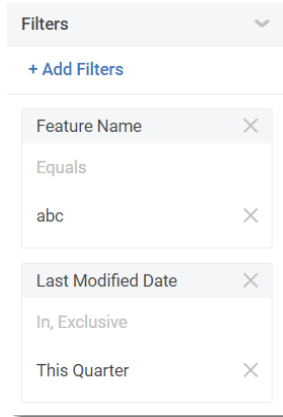 Filters
+ Add Filters
Feature Name
Equals
abc
Last Modified Date
In, Exclusive
This Quarter